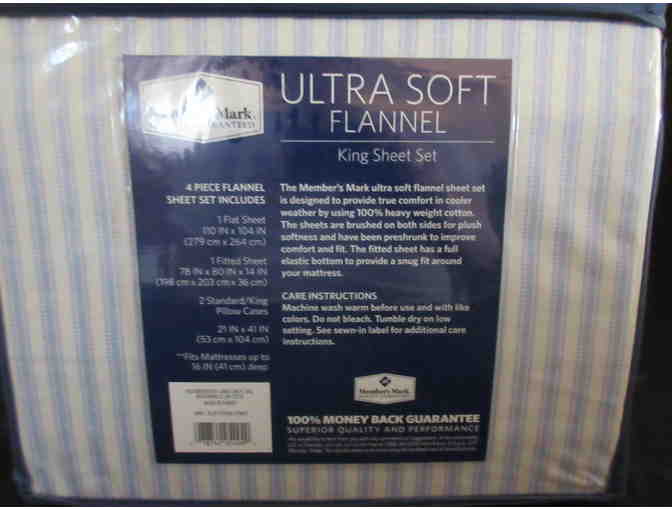 Mark
ULTRA SOFT
FLANNEL
King Sheet Set
4 PIECE FLANNEL
SHEET SET INCLUDES
1 Flat Sheet
110 IN x 104 IN
(279 cm x 264 cm)
1 Fitted Sheet
78 IN x 80 IN x 14 IN
(198 cm x 203 cm x 36 cm)
2 Standard/King
Pillow Cases
21 IN x 41 IN
(53 cm x 104 cm)
**Fits Mattresses up to
16 IN (41 cm) deep
The Member's Mark ultra soft flannel sheet set
is designed to provide true comfort in cooler
weather by using 100% heavy weight cotton.
The sheets are brushed on both sides for plush
softness and have been preshrunk to improve
comfort and fit. The fitted sheet has a full
elastic bottom to provide a snug fit around
your mattress.
CARE INSTRUCTIONS
Machine wash warm before use and with like
colors. Do not bleach. Tumble dry on low
setting. See sewn-in label for additional care
instructions.
Member's Mark
100% MONEY BACK GUARANTEE
SUPERIOR QUALITY AND PERFORMANCE